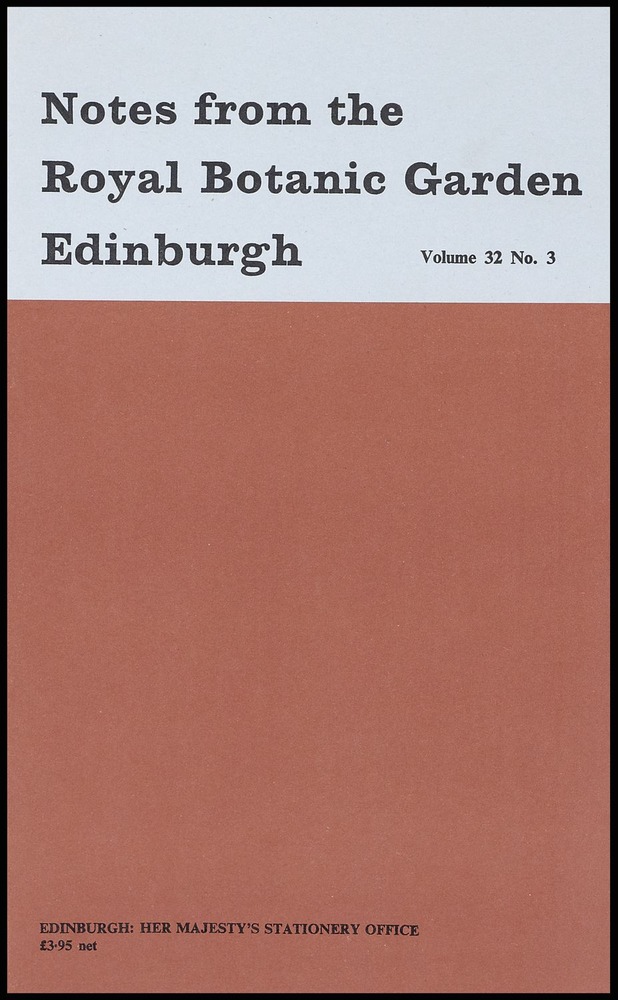 Notes from the
Royal Botanic Garden
Edinburgh
Volume 32 No. 3
EDINBURGH: HER MAJESTY'S STATIONERY OFFICE
£3·95 net